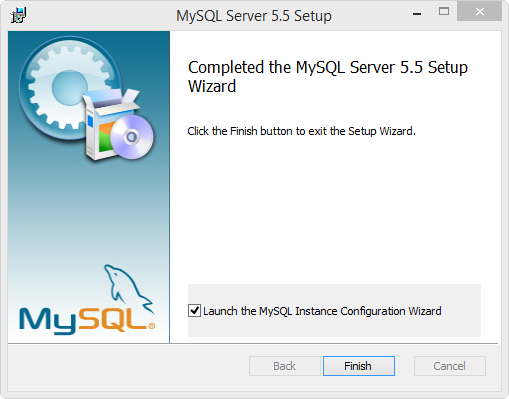 MySQL Server 5.5 Setup
Completed the MySQL Server 5.5 Setup
Wizard
Click the Finish button to exit the Setup Wizard.
MySQL®
Launch the MySQL Instance Configuration Wizard
Back
Finish
Cancel